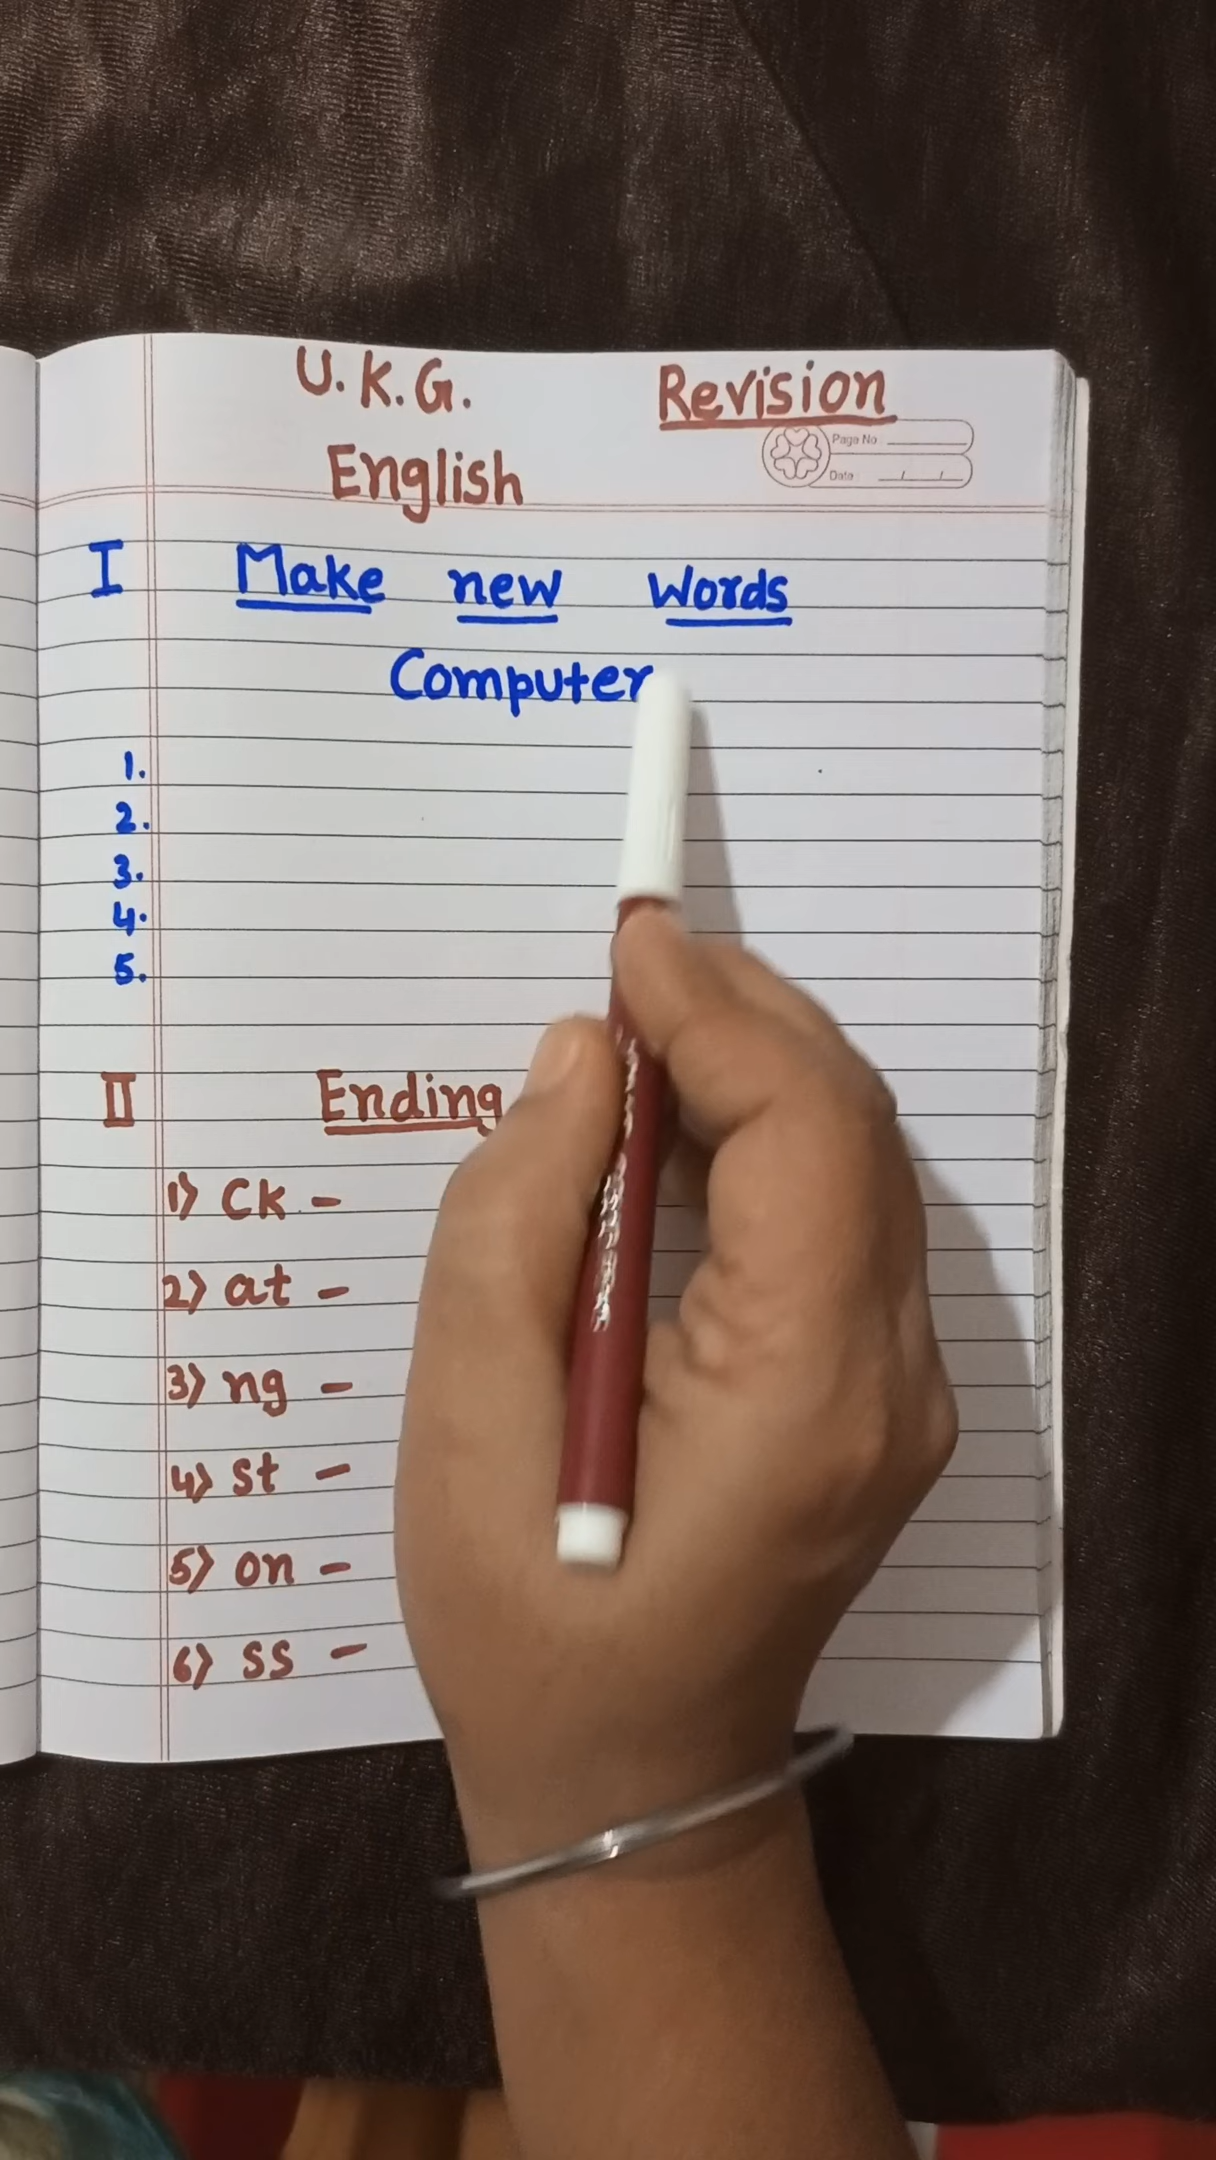 U.K.G. Revision
Page No
Date
English
I Make new Words
Computer
1.
2.
3.
4.
5.
II Ending
1) CK -
2) at -
3) ng -
4) st -
5) on -
6) SS -